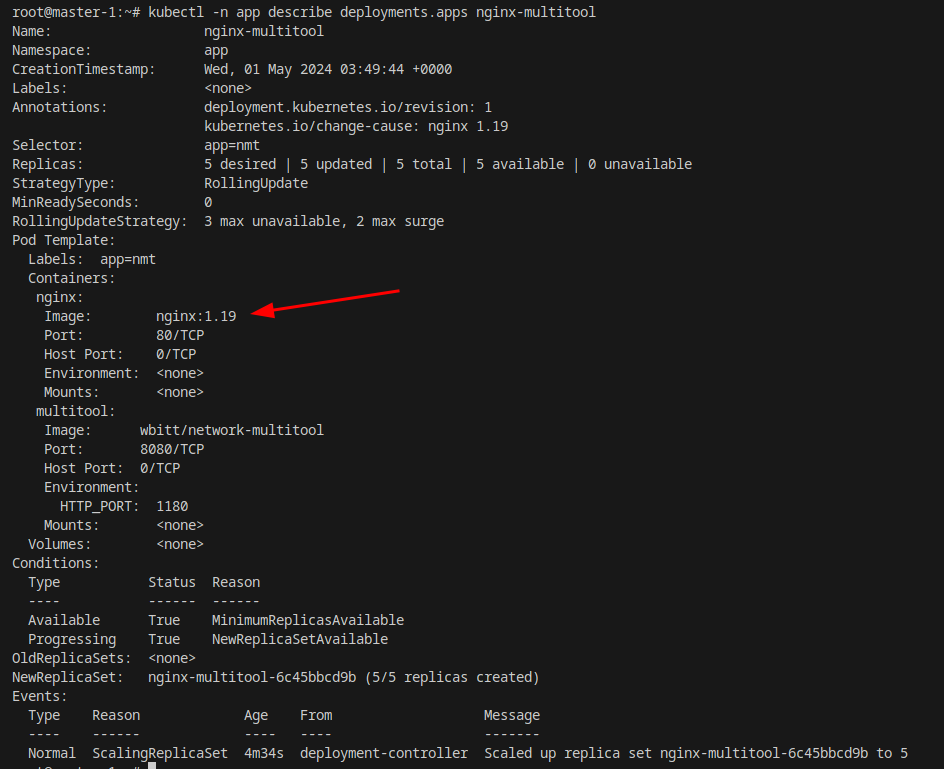 root@master-1:~# kubectl -n app describe deployments.apps nginx-multitool
Name:                   nginx-multitool
Namespace:              app
CreationTimestamp:      Wed, 01 May 2024 03:49:44 +0000
Labels:                 <none>
Annotations:            deployment.kubernetes.io/revision: 1
                        kubernetes.io/change-cause: nginx 1.19
Selector:               app=nmt
Replicas:               5 desired | 5 updated | 5 total | 5 available | 0 unavailable
StrategyType:           RollingUpdate
MinReadySeconds:        0
RollingUpdateStrategy:  3 max unavailable, 2 max surge
Pod Template:
  Labels:  app=nmt
  Containers:
   nginx:
    Image:        nginx:1.19
    Port:         80/TCP
    Host Port:    0/TCP
    Environment:  <none>
    Mounts:       <none>
   multitool:
    Image:      wbitt/network-multitool
    Port:       8080/TCP
    Host Port:  0/TCP
    Environment:
      HTTP_PORT:  1180
    Mounts:       <none>
  Volumes:        <none>
Conditions:
  Type           Status  Reason
  ----           ------  ------
  Available      True    MinimumReplicasAvailable
  Progressing    True    NewReplicaSetAvailable
OldReplicaSets:  <none>
NewReplicaSet:   nginx-multitool-6c45bbcd9b (5/5 replicas created)
Events:
  Type    Reason             Age    From                   Message
  ----    ------             ----   ----                   -------
  Normal  ScalingReplicaSet  4m34s  deployment-controller  Scaled up replica set nginx-multitool-6c45bbcd9b to 5